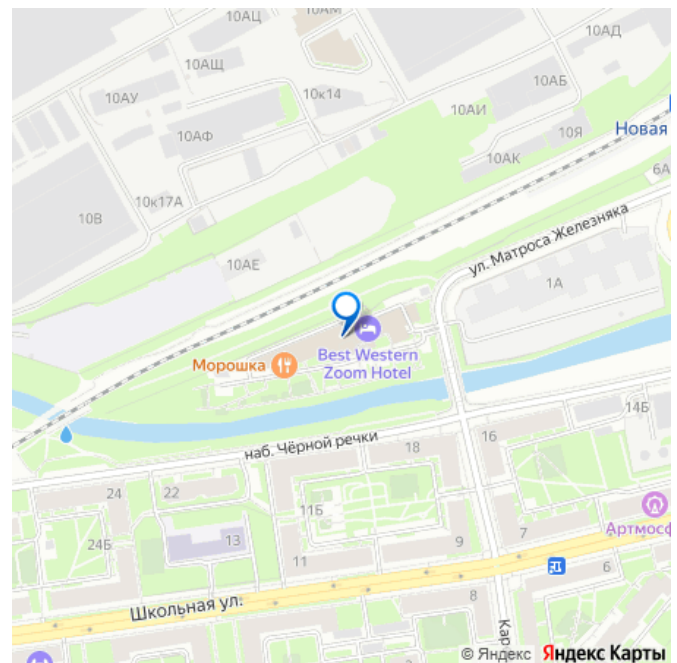 10АЦ
10АМ
10АД
10АЩ
10к14
10АБ
10АУ
10АИ
10Я
Новая
10АФ
10АК
6А
10к17А
10В
ул. Матроса Железняка
10АЕ
1А
Best Western
Zoom Hotel
Морошка
14Б
наб. Чёрной речки
18
16
24
22
11Б
Артмосф
24Б
13
9
7
11
6
Школьная ул.
8
Кар
© Яндекс Яндекс Карты